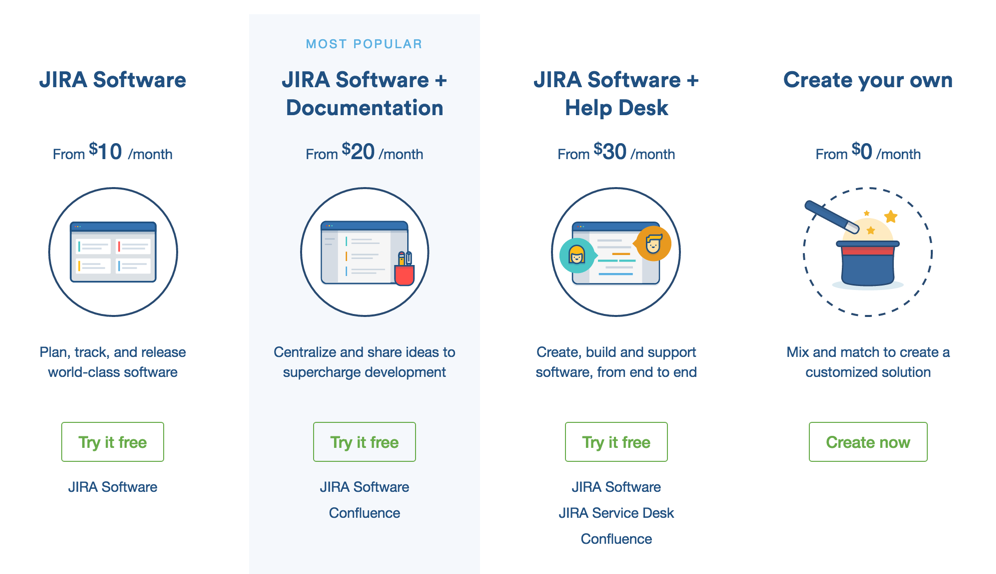 MOST POPULAR
JIRA Software
From $10 /month
Plan, track, and release
world-class software
Try it free
JIRA Software
JIRA Software +
Documentation
From $20 /month
Centralize and share ideas to
supercharge development
Try it free
JIRA Software
Confluence
JIRA Software +
Help Desk
From $30 /month
Create, build and support
software, from end to end
Try it free
JIRA Software
JIRA Service Desk
Confluence
Create your own
From $0 /month
Mix and match to create a
customized solution
Create now